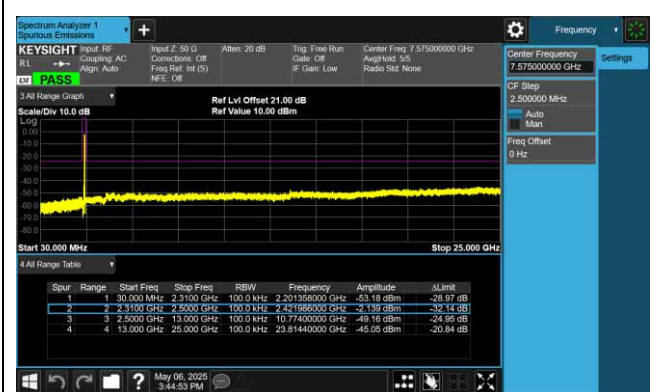 Spectrum Analyzer 1
Spurious Emissions
Frequency
KEYSIGHT
Input: RF
Coupling: AC
Align: Auto
Input Z: 50 Ω
Corrections: Off
Freq Ref: Int (S)
NFE: Off
Atten: 20 dB
Trig: Free Run
Gate: Off
IF Gain: Low
Center Freq: 7.575000000 GHz
Avg|Hold: 5/5
Radio Std: None
RL
LXI
PASS
Center Frequency
7.575000000 GHz
Settings
CF Step
2.500000 MHz
Auto
Man
Freq Offset
0 Hz
3 All Range Graph
Scale/Div 10.0 dB
Ref Lvl Offset 21.00 dB
Ref Value 10.00 dBm
Log
0.00
-10.0
-20.0
-30.0
-40.0
-50.0
-60.0
-70.0
-80.0
Start 30.000 MHz
Stop 25.000 GHz
4 All Range Table
Spur Range Start Freq Stop Freq RBW Frequency Amplitude ΔLimit
1 1 30.000 MHz 2.3100 GHz 100.0 kHz 2.201358000 GHz -53.18 dBm -28.97 dB
2 2 2.3100 GHz 2.5000 GHz 100.0 kHz 2.421986000 GHz -2.139 dBm -32.14 dB
3 3 2.5000 GHz 13.000 GHz 100.0 kHz 10.77400000 GHz -49.16 dBm -24.95 dB
4 4 13.000 GHz 25.000 GHz 100.0 kHz 23.81440000 GHz -45.05 dBm -20.84 dB
May 06, 2025
3:44:53 PM